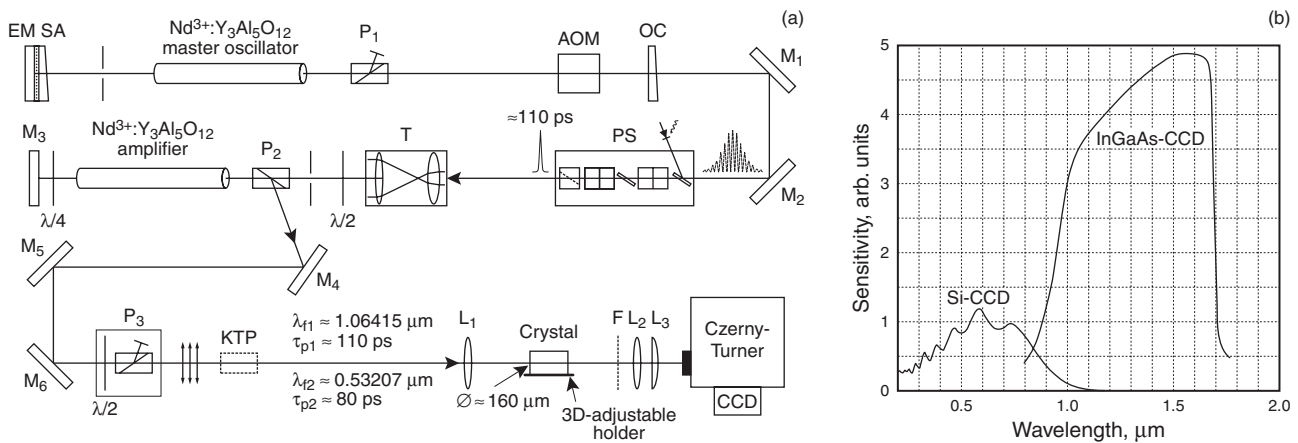 (a)
EM SA
Nd³⁺:Y₃Al₅O₁₂
master oscillator
P₁
AOM
OC
M₁
M₃
Nd³⁺:Y₃Al₅O₁₂
amplifier
P₂
T
≈110 ps
PS
M₂
λ/4
λ/2
M₅
M₄
P₃
KTP
λf1 ≈ 1.06415 μm
τp1 ≈ 110 ps
λf2 ≈ 0.53207 μm
τp2 ≈ 80 ps
L₁
Crystal
F L₂ L₃
Czerny-
Turner
CCD
M₆
λ/2
∅ ≈ 160 μm
3D-adjustable
holder
(b)
Sensitivity, arb. units
5
4
3
2
1
0
InGaAs-CCD
Si-CCD
0.5
1.0
1.5
2.0
Wavelength, μm